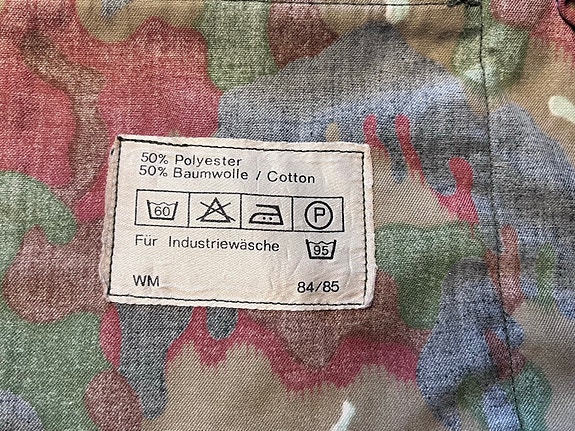 50% Polyester
50% Baumwolle / Cotton
60 P
Für Industriewäsche 95
WM 84/85